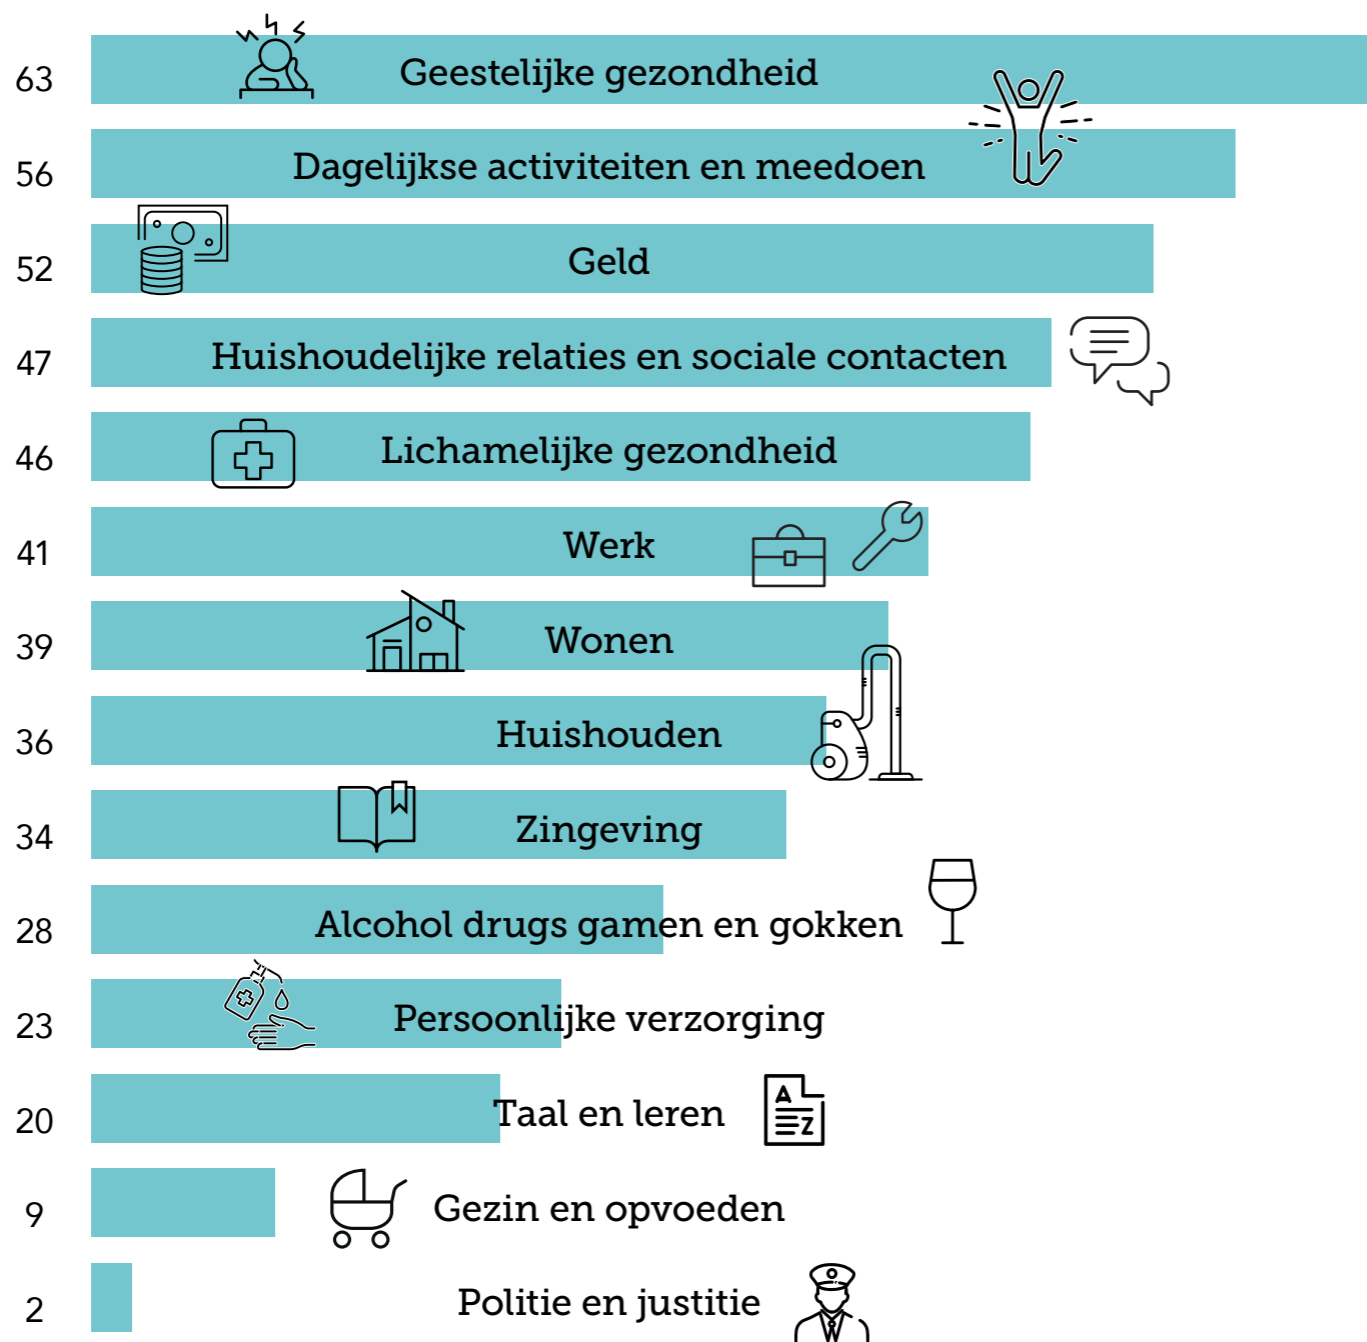 63 Geestelijke gezondheid
56 Dagelijkse activiteiten en meedoen
52 Geld
47 Huishoudelijke relaties en sociale contacten
46 Lichamelijke gezondheid
41 Werk
39 Wonen
36 Huishouden
34 Zingeving
28 Alcohol drugs gamen en gokken
23 Persoonlijke verzorging
20 Taal en leren
A
Z
9 Gezin en opvoeden
2 Politie en justitie